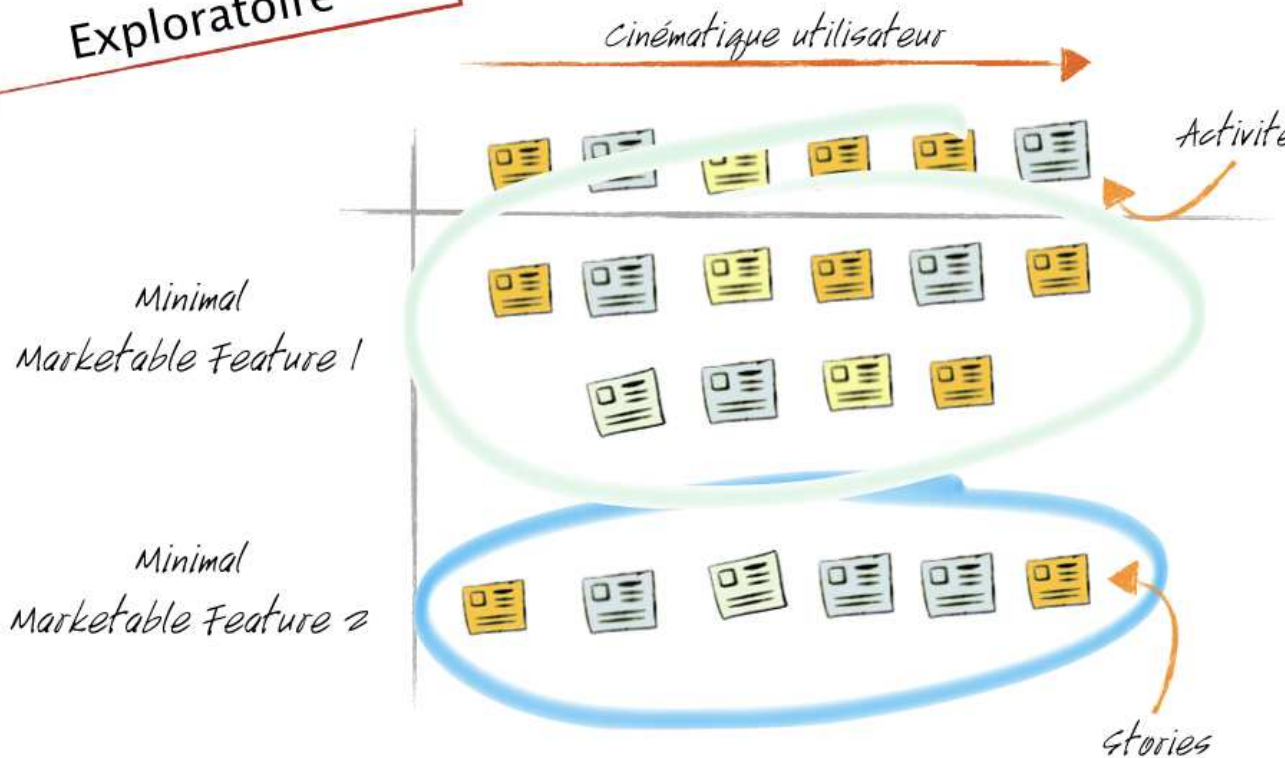 Exploratoire
Cinématique utilisateur
Activité
Minimal
Marketable Feature 1
Minimal
Marketable Feature 2
Stories